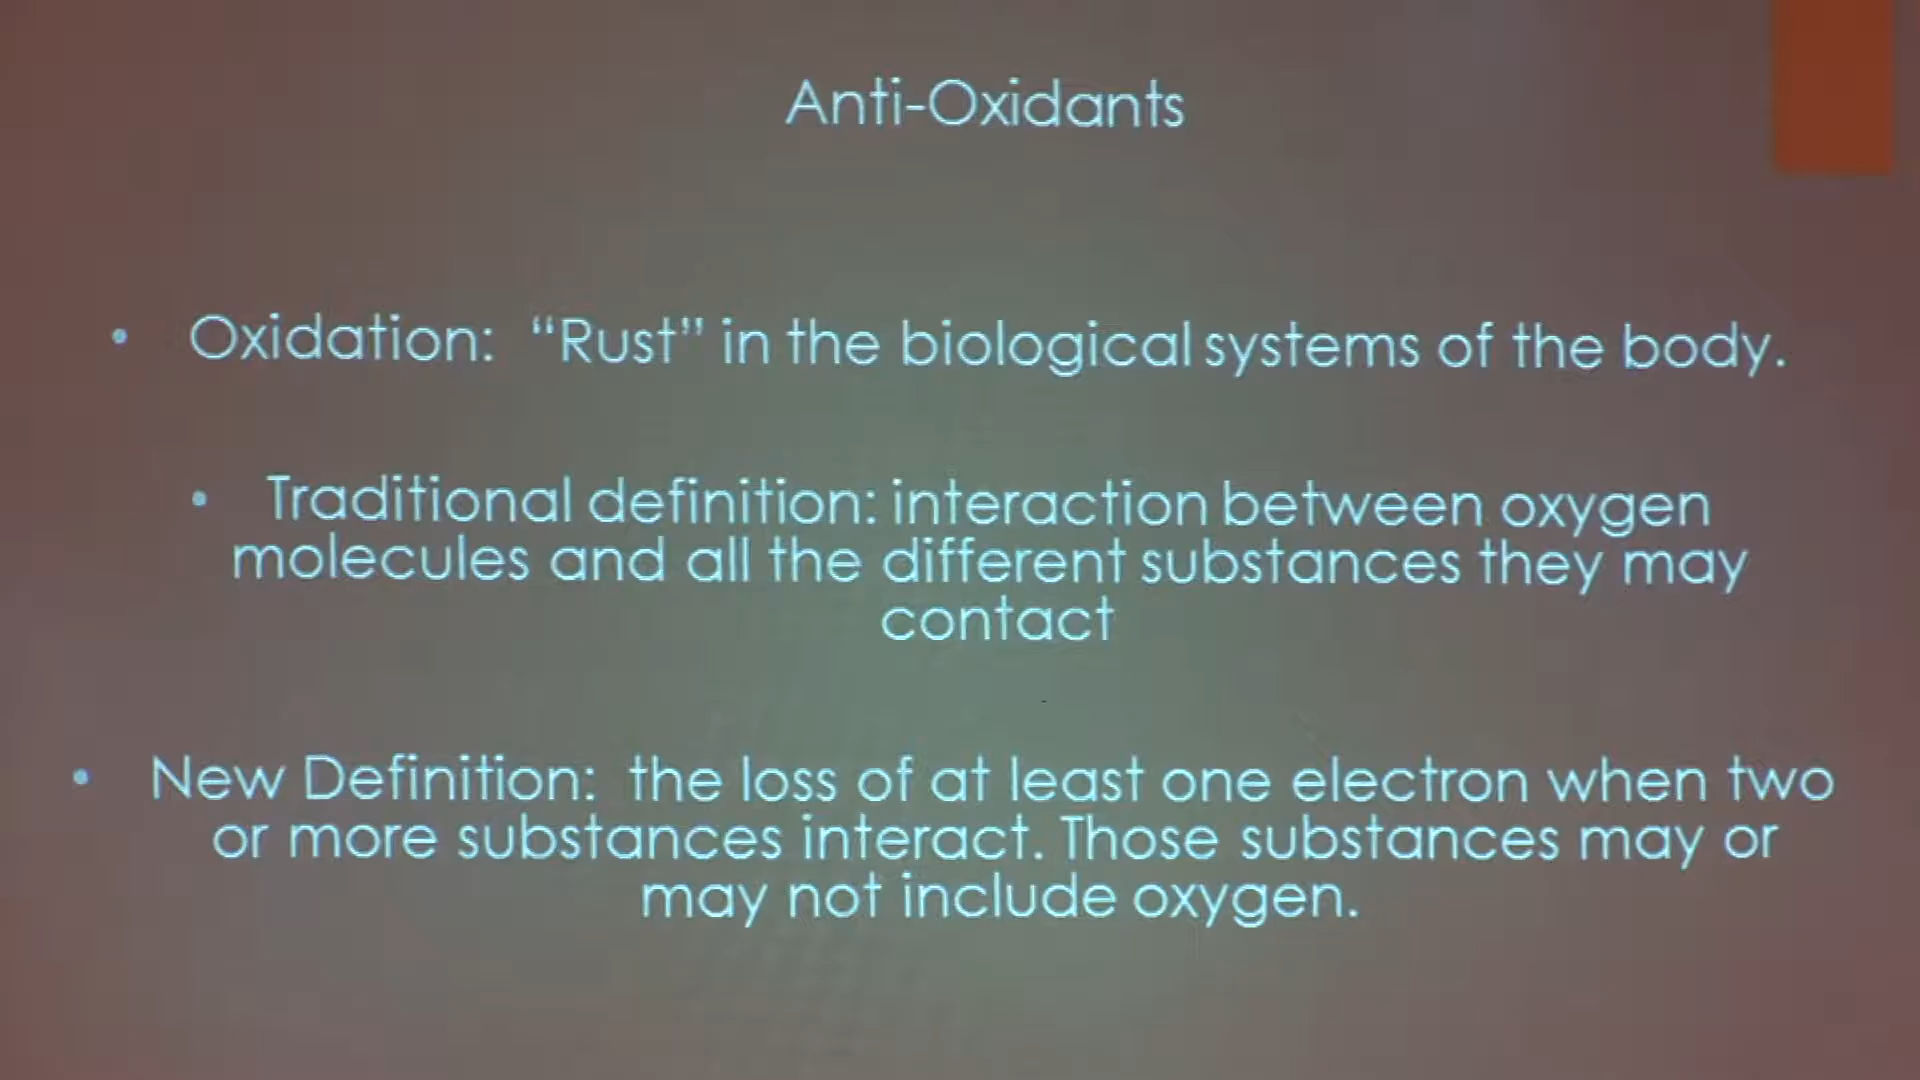 Anti-Oxidants
• Oxidation: “Rust” in the biological systems of the body.
• Traditional definition: interaction between oxygen
molecules and all the different substances they may
contact
• New Definition: the loss of at least one electron when two
or more substances interact. Those substances may or
may not include oxygen.